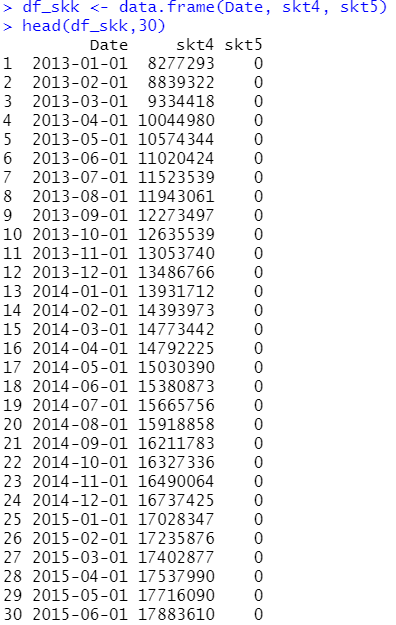 > df_skk <- data.frame(Date, skt4, skt5)
> head(df_skk,30)
         Date     skt4 skt5
1  2013-01-01  8277293    0
2  2013-02-01  8839322    0
3  2013-03-01  9334418    0
4  2013-04-01 10044980    0
5  2013-05-01 10574344    0
6  2013-06-01 11020424    0
7  2013-07-01 11523539    0
8  2013-08-01 11943061    0
9  2013-09-01 12273497    0
10 2013-10-01 12635539    0
11 2013-11-01 13053740    0
12 2013-12-01 13486766    0
13 2014-01-01 13931712    0
14 2014-02-01 14393973    0
15 2014-03-01 14773442    0
16 2014-04-01 14792225    0
17 2014-05-01 15030390    0
18 2014-06-01 15380873    0
19 2014-07-01 15665756    0
20 2014-08-01 15918858    0
21 2014-09-01 16211783    0
22 2014-10-01 16327336    0
23 2014-11-01 16490064    0
24 2014-12-01 16737425    0
25 2015-01-01 17028347    0
26 2015-02-01 17235876    0
27 2015-03-01 17402877    0
28 2015-04-01 17537990    0
29 2015-05-01 17716090    0
30 2015-06-01 17883610    0